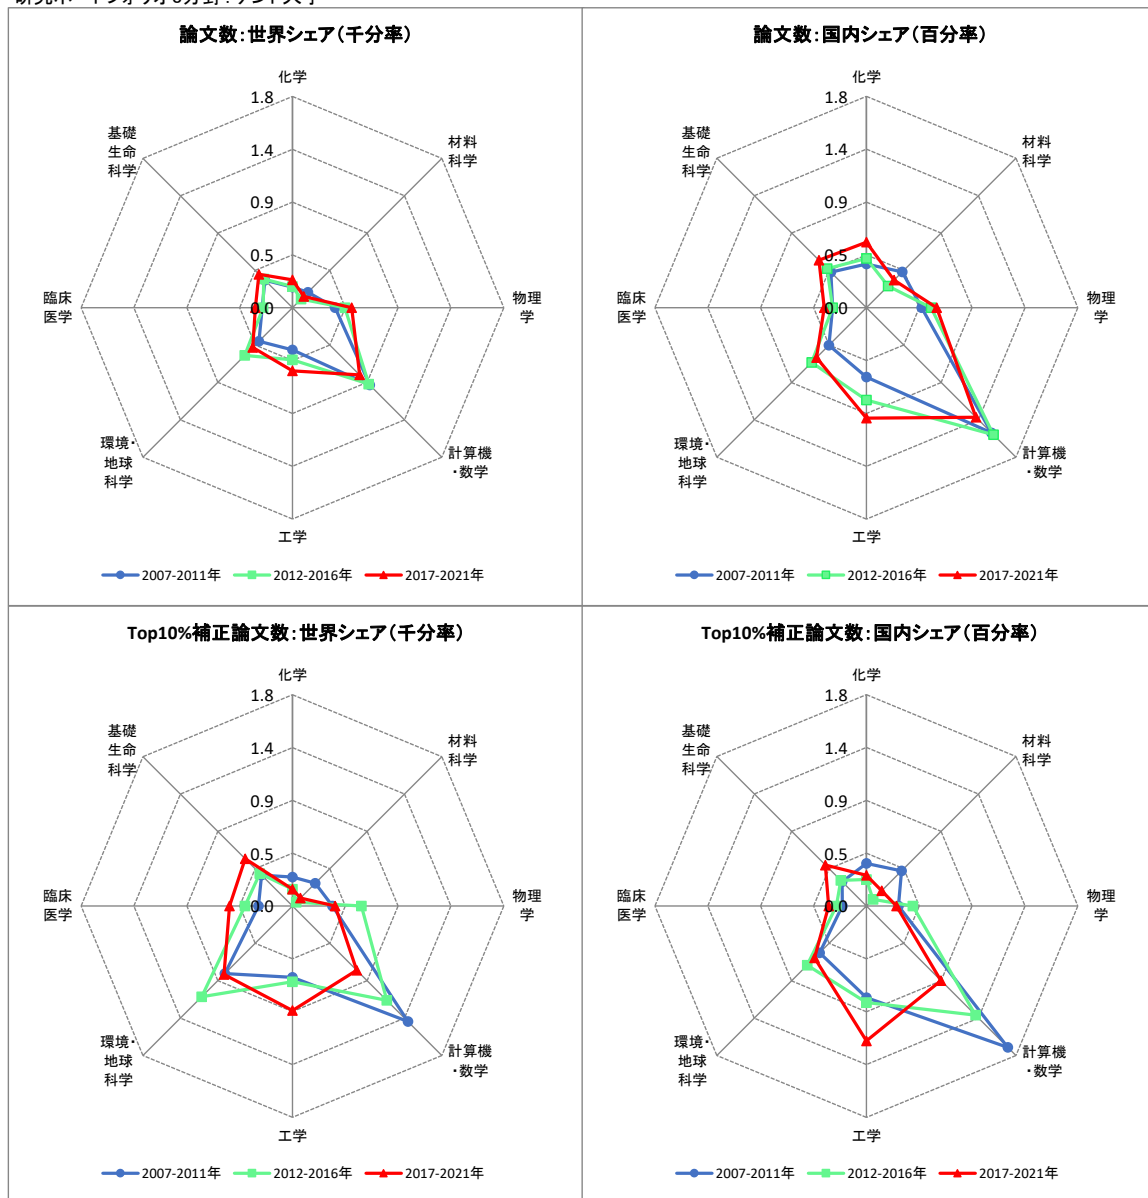 論文数：世界シェア（千分率）
化学
1.8
1.4
0.9
0.5
0.0
材料
科学
物理
学
計算機
・数学
工学
環境・
地球
科学
臨床
医学
基礎
生命
科学
2007-2011年 2012-2016年 2017-2021年
論文数：国内シェア（百分率）
化学
1.8
1.4
0.9
0.5
0.0
材料
科学
物理
学
計算機
・数学
工学
環境・
地球
科学
臨床
医学
基礎
生命
科学
2007-2011年 2012-2016年 2017-2021年
Top10%補正論文数：世界シェア（千分率）
化学
1.8
1.4
0.9
0.5
0.0
材料
科学
物理
学
計算機
・数学
工学
環境・
地球
科学
臨床
医学
基礎
生命
科学
2007-2011年 2012-2016年 2017-2021年
Top10%補正論文数：国内シェア（百分率）
化学
1.8
1.4
0.9
0.5
0.0
材料
科学
物理
学
計算機
・数学
工学
環境・
地球
科学
臨床
医学
基礎
生命
科学
2007-2011年 2012-2016年 2017-2021年